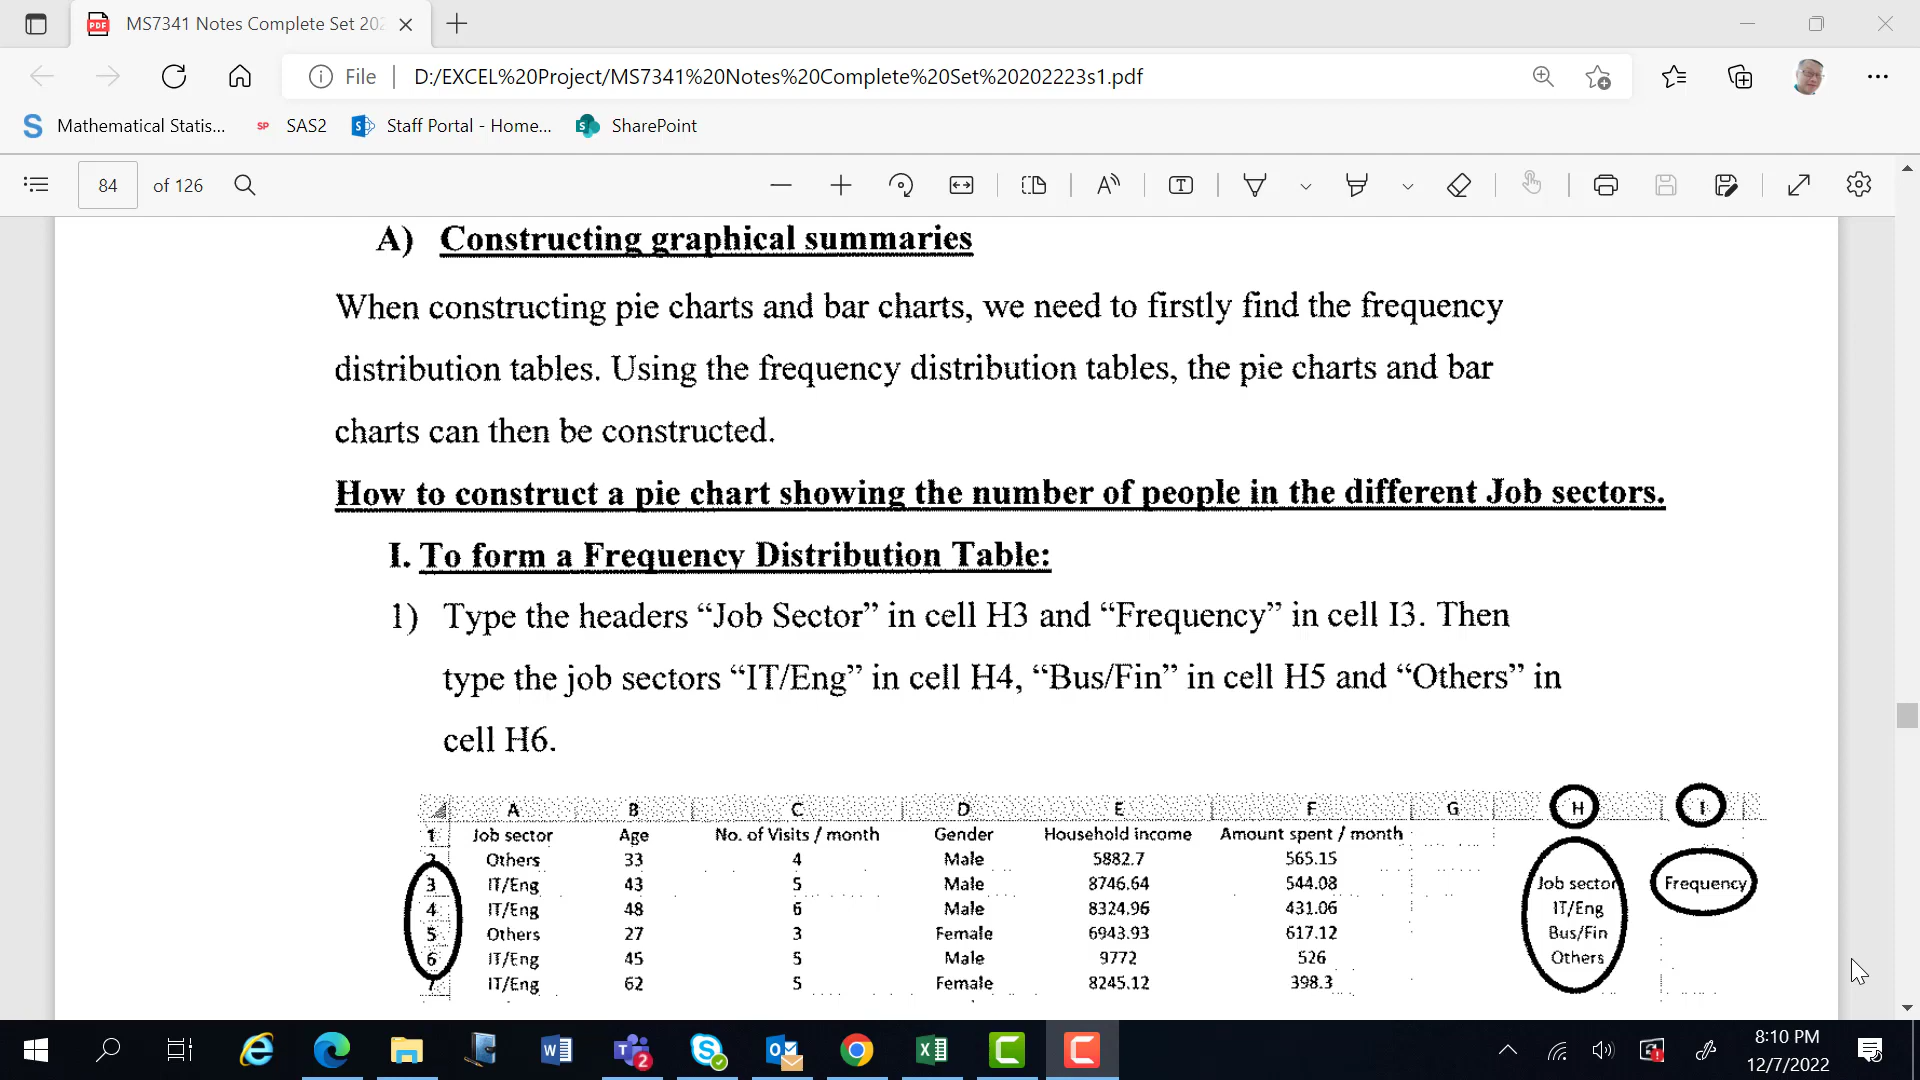 MS7341 Notes Complete Set 202
File
D:/EXCEL%20Project/MS7341%20Notes%20Complete%20Set%20202223s1.pdf
Mathematical Statis...
SAS2
Staff Portal - Home...
SharePoint
84 of 126
A) Constructing graphical summaries
When constructing pie charts and bar charts, we need to firstly find the frequency
distribution tables. Using the frequency distribution tables, the pie charts and bar
charts can then be constructed.
How to construct a pie chart showing the number of people in the different Job sectors.
I. To form a Frequency Distribution Table:
1) Type the headers “Job Sector” in cell H3 and “Frequency” in cell I3. Then
type the job sectors “IT/Eng” in cell H4, “Bus/Fin” in cell H5 and “Others” in
cell H6.
A B C D E F G H I
1 Job sector Age No. of Visits / month Gender Household income Amount spent / month
2 Others 33 4 Male 5882.7 565.15
3 IT/Eng 43 5 Male 8746.64 544.08 Job sector Frequency
4 IT/Eng 48 6 Male 8324.96 431.06 IT/Eng
5 Others 27 3 Female 6943.93 617.12 Bus/Fin
6 IT/Eng 45 5 Male 9772 526 Others
7 IT/Eng 62 5 Female 8245.12 398.3
8:10 PM
12/7/2022